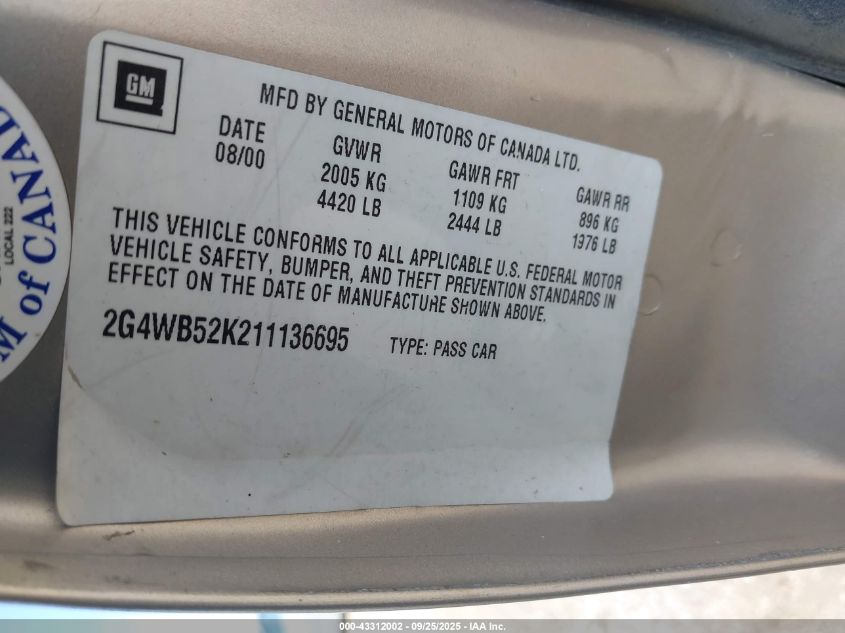 GM
MFD BY GENERAL MOTORS OF CANADA LTD.
DATE GVWR GAWR FRT GAWR RR
08/00 2005 KG 1109 KG 896 KG
4420 LB 2444 LB 1976 LB
THIS VEHICLE CONFORMS TO ALL APPLICABLE U.S. FEDERAL MOTOR
VEHICLE SAFETY, BUMPER, AND THEFT PREVENTION STANDARDS IN
EFFECT ON THE DATE OF MANUFACTURE SHOWN ABOVE.
2G4WB52K211136695 TYPE: PASS CAR
LOCAL 222
of CANAD
000-43312002 - 09/25/2025 - IAA Inc.